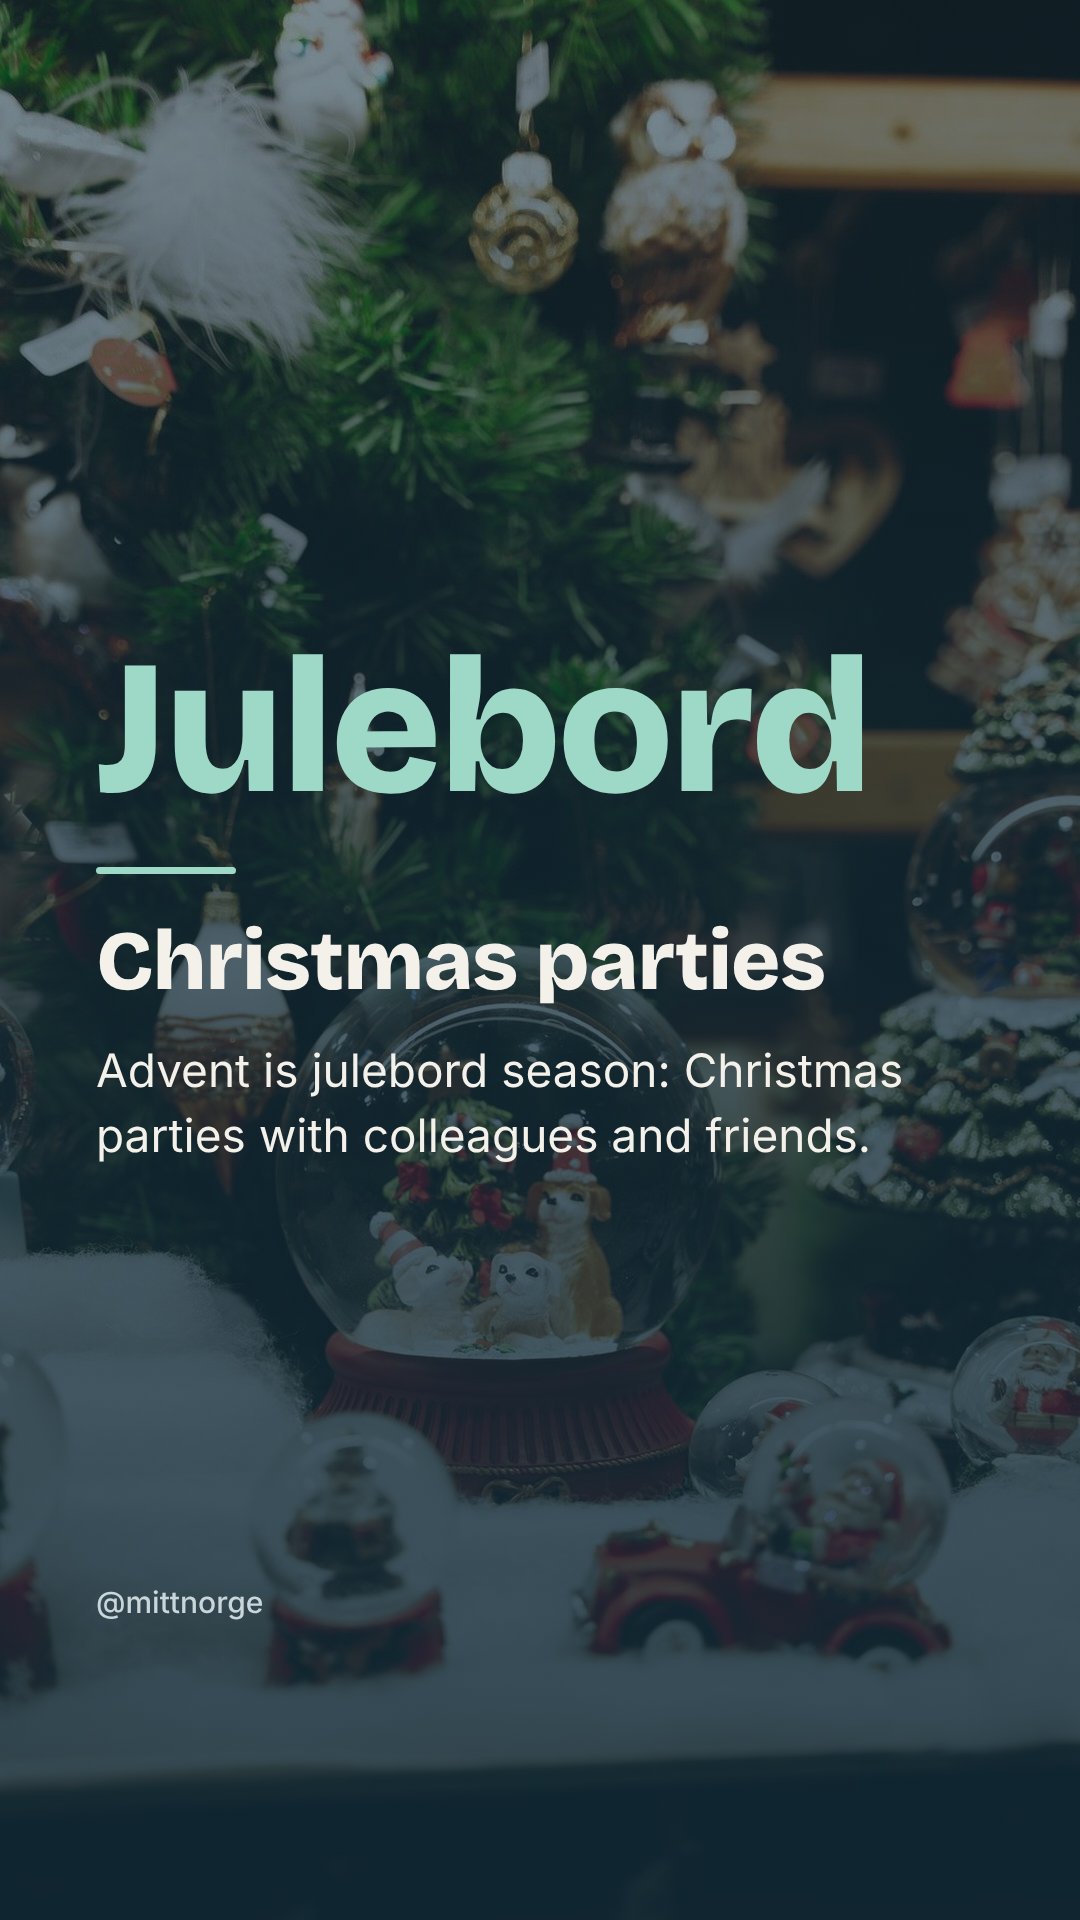 Julebord
Christmas parties
Advent is julebord season: Christmas
parties with colleagues and friends.
@mittnorge